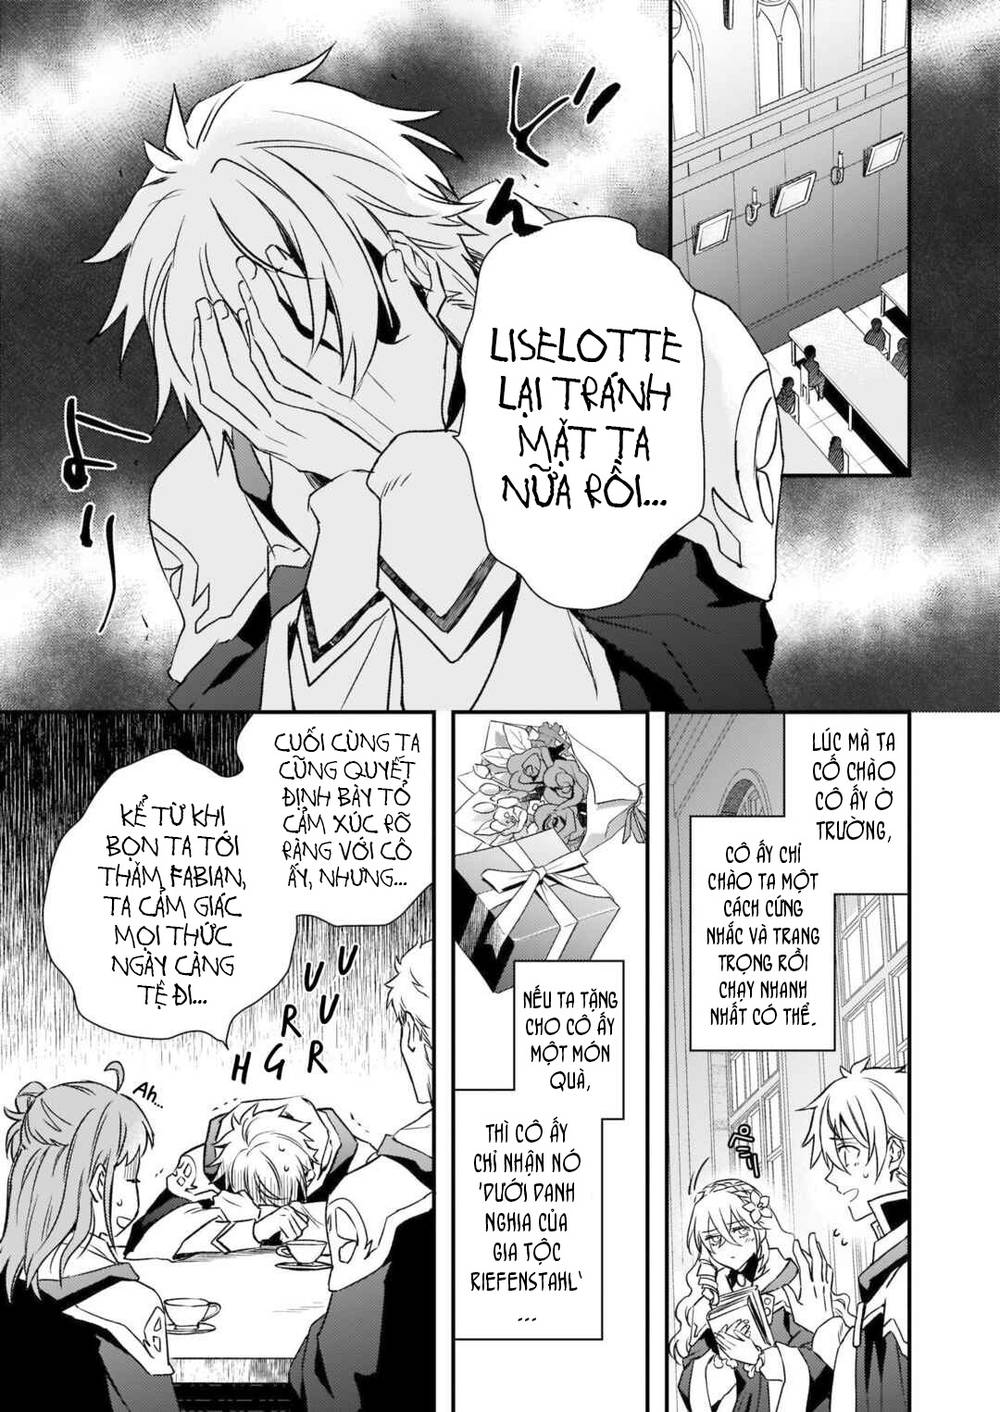 LISELOTTE
LẠI TRÁNH
MẶT TA
NỮA RỒI...
LÚC MÀ TA
CỐ CHÀO
CÔ ẤY Ở
TRƯỜNG,
CÔ ẤY CHỈ
CHÀO TA MỘT
CÁCH CỨNG
NHẮC VÀ TRANG
TRỌNG RỒI
CHẠY NHANH
NHẤT CÓ THỂ.
NẾU TA TẶNG
CHO CÔ ẤY
MỘT MÓN
QUÀ,
THÌ CÔ ẤY
CHỈ NHẬN NÓ
'DƯỚI DANH
NGHĨA CỦA
GIA TỘC
RIEFENSTAHL'
...
CUỐI CÙNG TA
CŨNG QUYẾT
ĐỊNH BÀY TỎ
CẢM XÚC RÕ
RÀNG VỚI CÔ
ẤY, NHƯNG...
KỂ TỪ KHI
BỌN TA TỚI
THĂM FABIAN,
TA CẢM GIÁC
MỌI THỨC
NGÀY CÀNG
TỆ ĐI...
HGRRUUU
Ah...